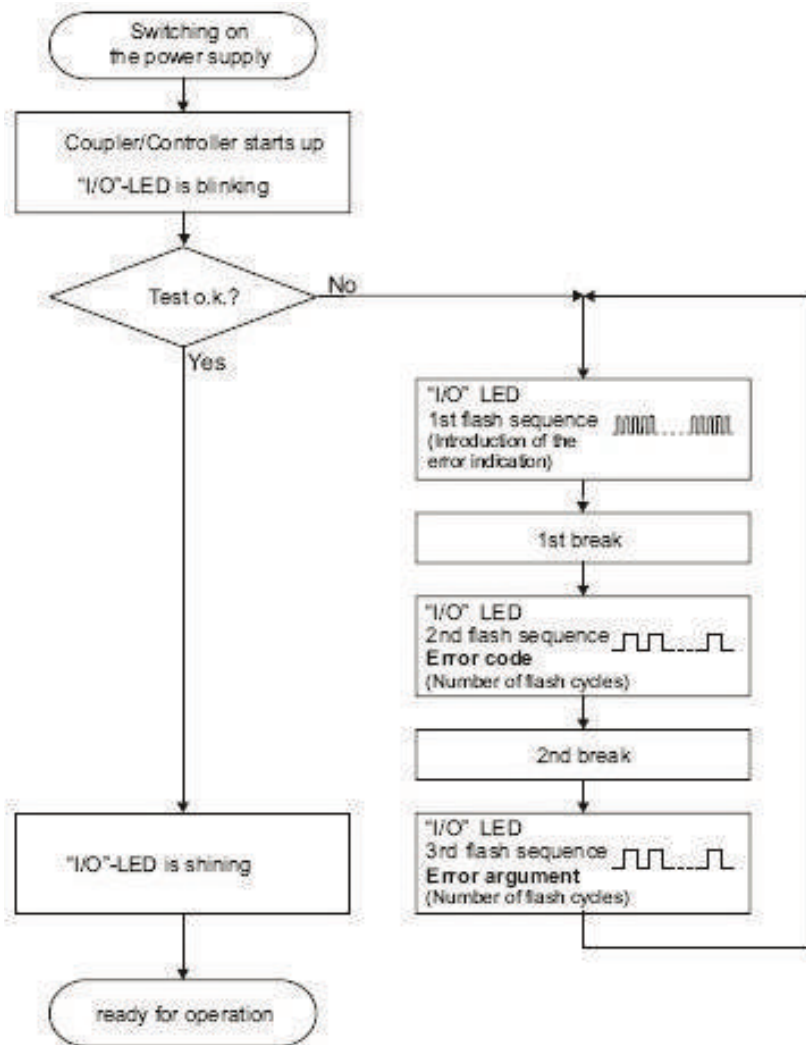 Switching on
the power supply
Coupler/Controller starts up
"I/O"-LED is blinking
Test o.k.?
No
Yes
"I/O" LED
1st flash sequence
(Introduction of the
error indication)
1st break
"I/O" LED
2nd flash sequence
Error code
(Number of flash cycles)
2nd break
"I/O" LED
3rd flash sequence
Error argument
(Number of flash cycles)
"I/O"-LED is shining
ready for operation